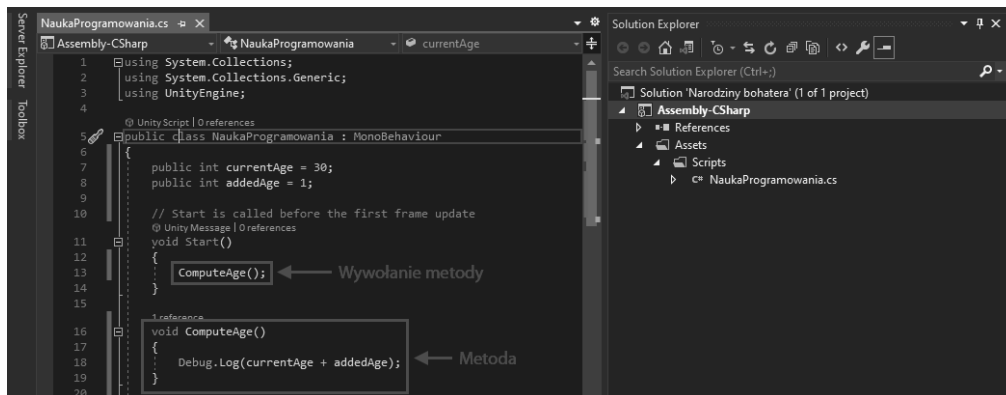 Server Explorer
Toolbox
NaukaProgramowania.cs
Assembly-CSharp
NaukaProgramowania
currentAge
1 using System.Collections;
2 using System.Collections.Generic;
3 using UnityEngine;
4
Unity Script | 0 references
5 public class NaukaProgramowania : MonoBehaviour
6 {
7 public int currentAge = 30;
8 public int addedAge = 1;
9
10 // Start is called before the first frame update
Unity Message | 0 references
11 void Start()
12 {
13 ComputeAge();
Wywołanie metody
14 }
15
1 reference
16 void ComputeAge()
17 {
18 Debug.Log(currentAge + addedAge);
Metoda
19 }
20
Solution Explorer
Search Solution Explorer (Ctrl+;)
Solution 'Narodziny bohatera' (1 of 1 project)
Assembly-CSharp
References
Assets
Scripts
C# NaukaProgramowania.cs